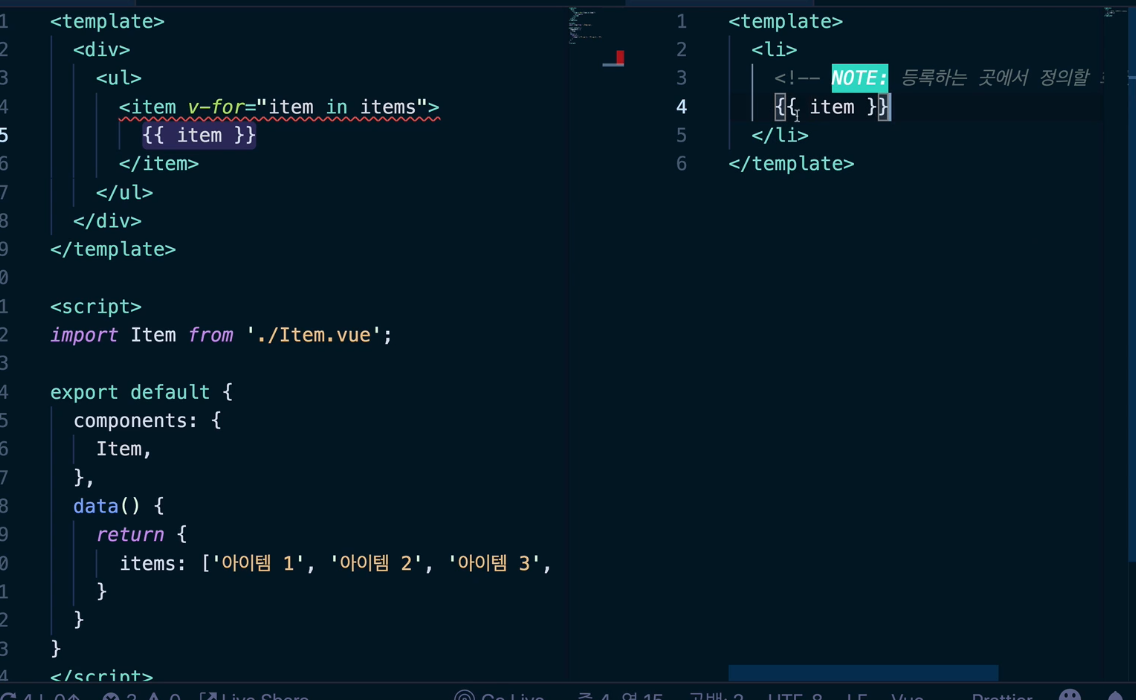 1 <template>
2 <div>
3 <ul>
4 <item v-for="item in items">
5 {{ item }}
6 </item>
7 </ul>
8 </div>
9 </template>
0
1 <script>
2 import Item from './Item.vue';
3
4 export default {
5 components: {
6 Item,
7 },
8 data() {
9 return {
0 items: ['아이템 1', '아이템 2', '아이템 3',
1 }
2 }
3 }
4 </script>
1 <template>
2 <li>
3 <!-- NOTE: 등록하는 곳에서 정의할
4 {{ item }}
5 </li>
6 </template>
Live Share Go Live 줄 4, 열 15 공백: 2 UTF-8 LF Vue Prettier